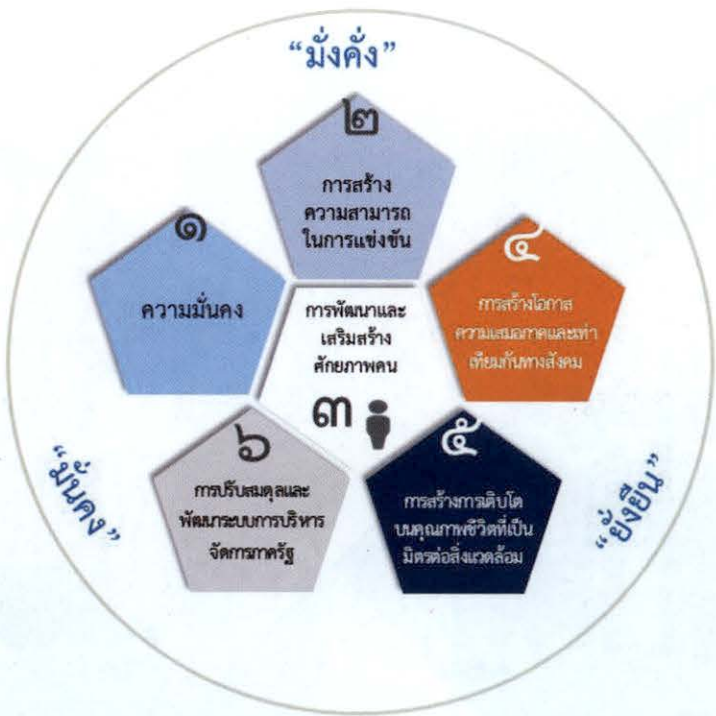 “มั่งคั่ง”
๒
การสร้าง
ความสามารถ
ในการแข่งขัน
๑
ความมั่นคง
การพัฒนาและ
เสริมสร้าง
ศักยภาพคน
๓
๔
การสร้างโอกาส
ความเสมอภาคและเท่า
เทียมกันทางสังคม
๖
การปรับสมดุลและ
พัฒนาระบบการบริหาร
จัดการภาครัฐ
๕
การสร้างการเติบโต
บนคุณภาพชีวิตที่เป็น
มิตรต่อสิ่งแวดล้อม
“มั่นคง”
“ยั่งยืน”